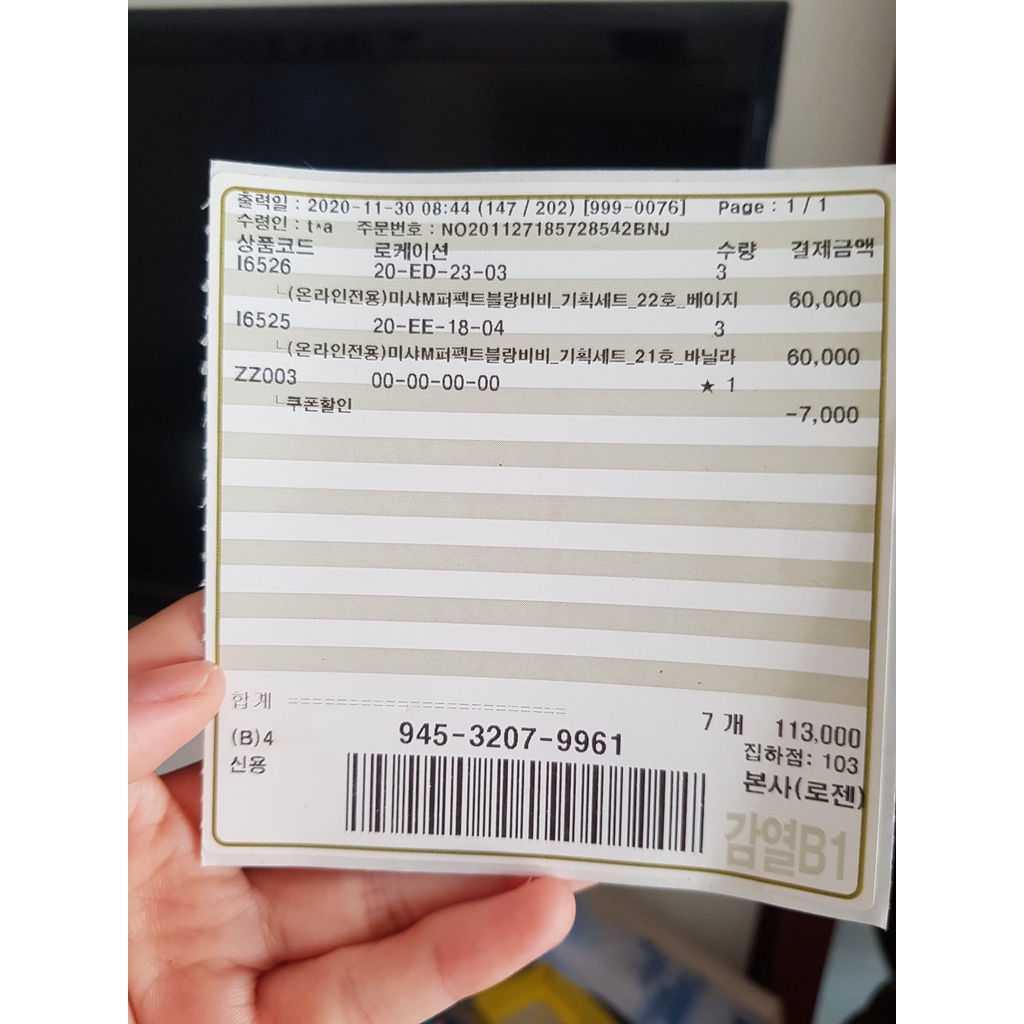 출력일 : 2020-11-30 08:44 (147 / 202) [999-0076] Page : 1 / 1
수령인 : t*a 주문번호 : NO201127185728542BNJ
상품코드 로케이션 수량 결제금액
I6526 20-ED-23-03 3
└(온라인전용)미샤M퍼펙트블랑비비_기획세트_22호_베이지 60,000
I6525 20-EE-18-04 3
└(온라인전용)미샤M퍼펙트블랑비비_기획세트_21호_바닐라 60,000
ZZ003 00-00-00-00 ★ 1
└쿠폰할인 -7,000
합계 ================================== 7 개 113,000
(B)4 945-3207-9961 집하점: 103
신용 본사(로젠)
감열B1